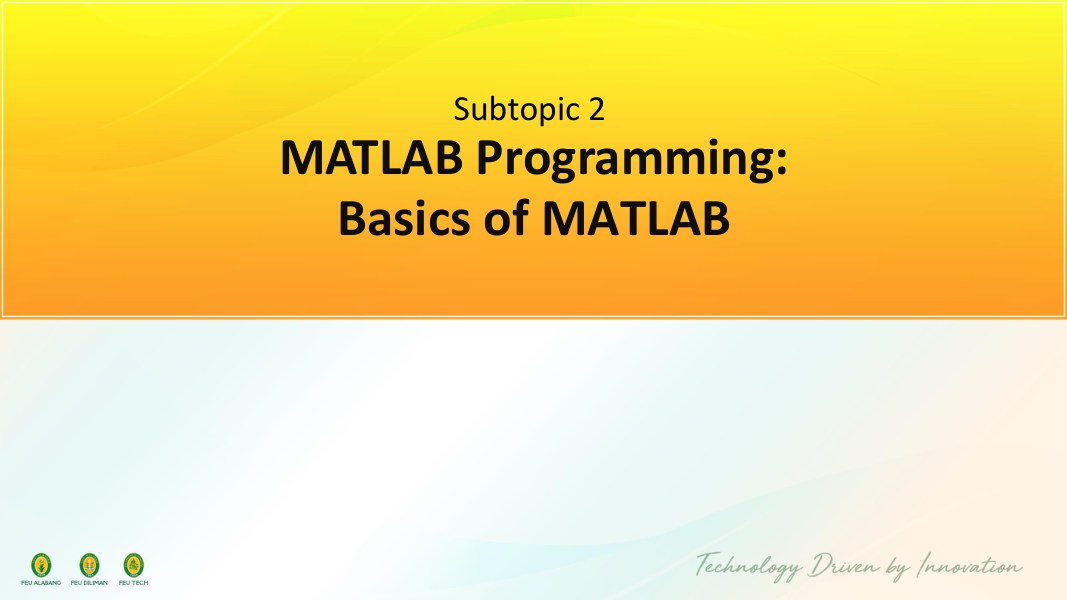 Subtopic 2
MATLAB Programming:
Basics of MATLAB
FEU ALABANG FEU DILIMAN FEU TECH
Technology Driven by Innovation